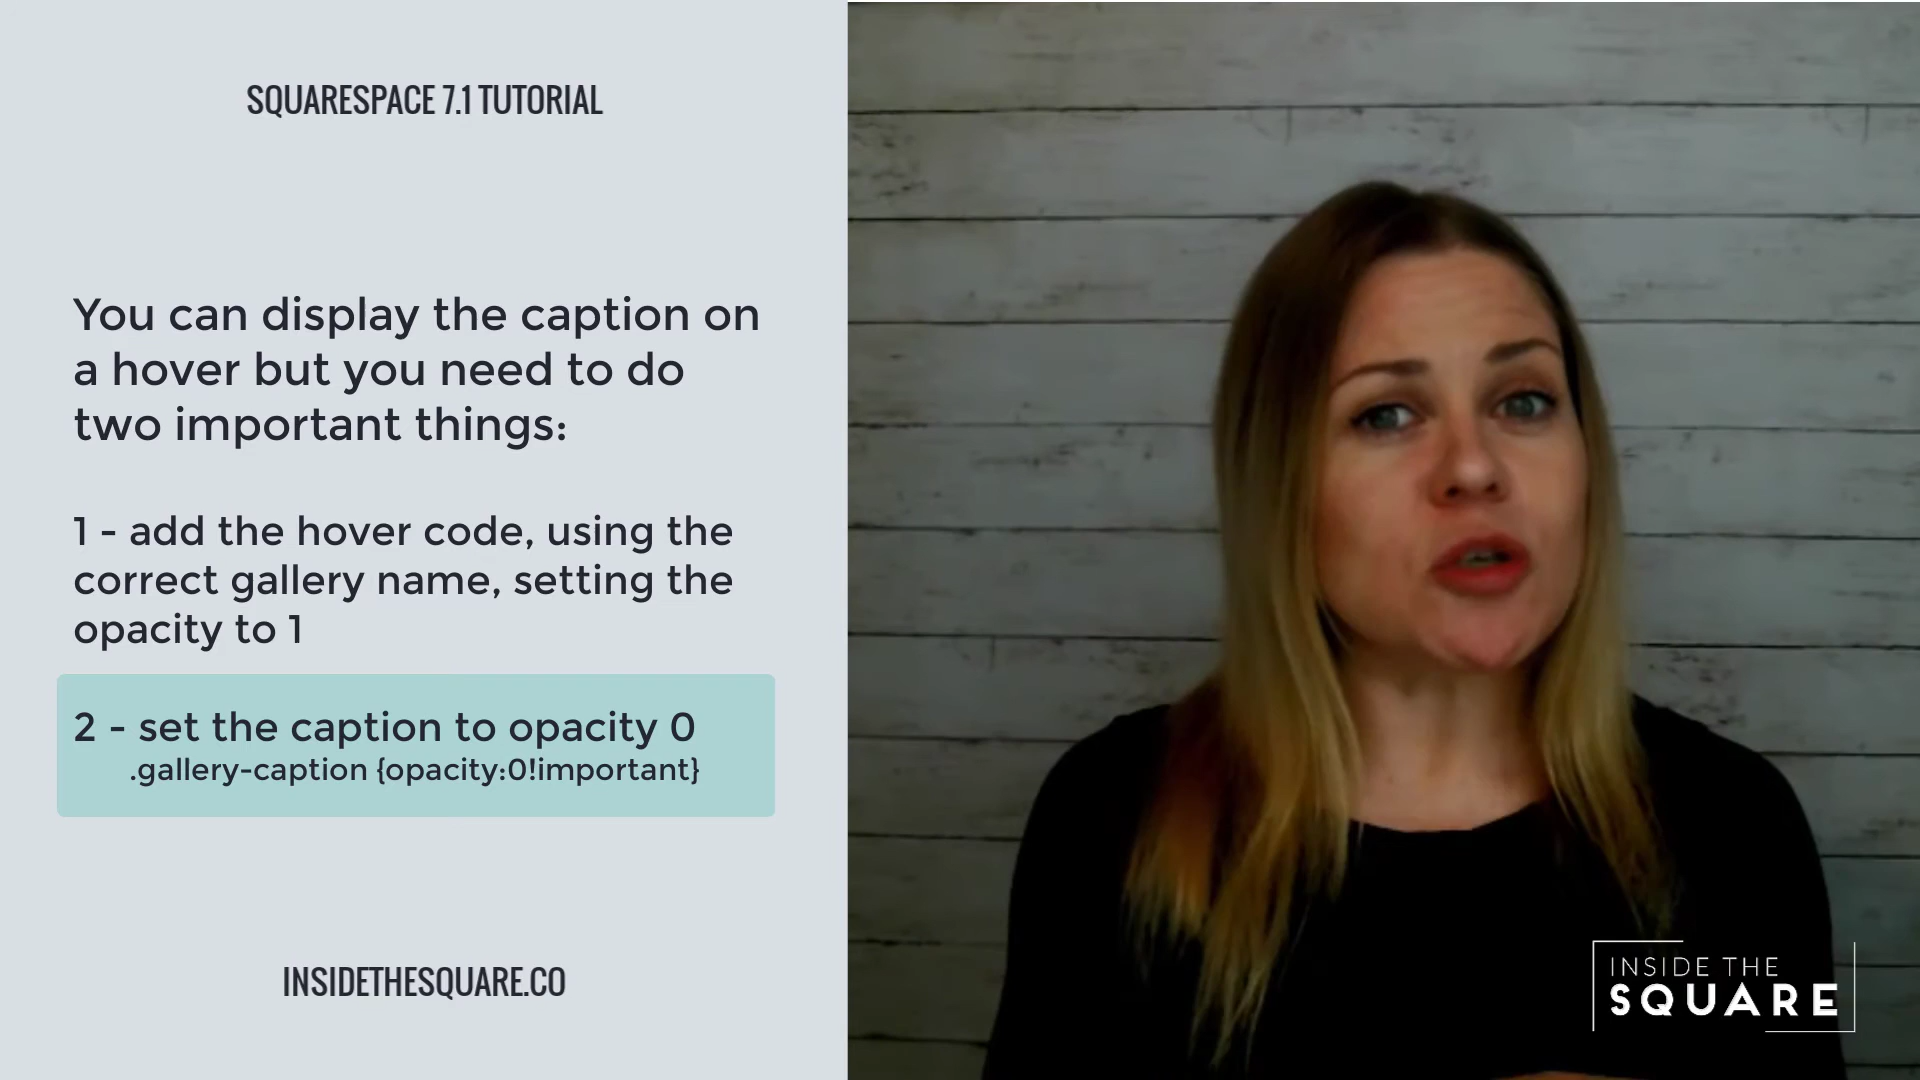 SQUARESPACE 7.1 TUTORIAL
You can display the caption on
a hover but you need to do
two important things:
1 - add the hover code, using the
correct gallery name, setting the
opacity to 1
2 - set the caption to opacity 0
.gallery-caption {opacity:0!important}
INSIDETHESQUARE.CO
INSIDE THE
SQUARE